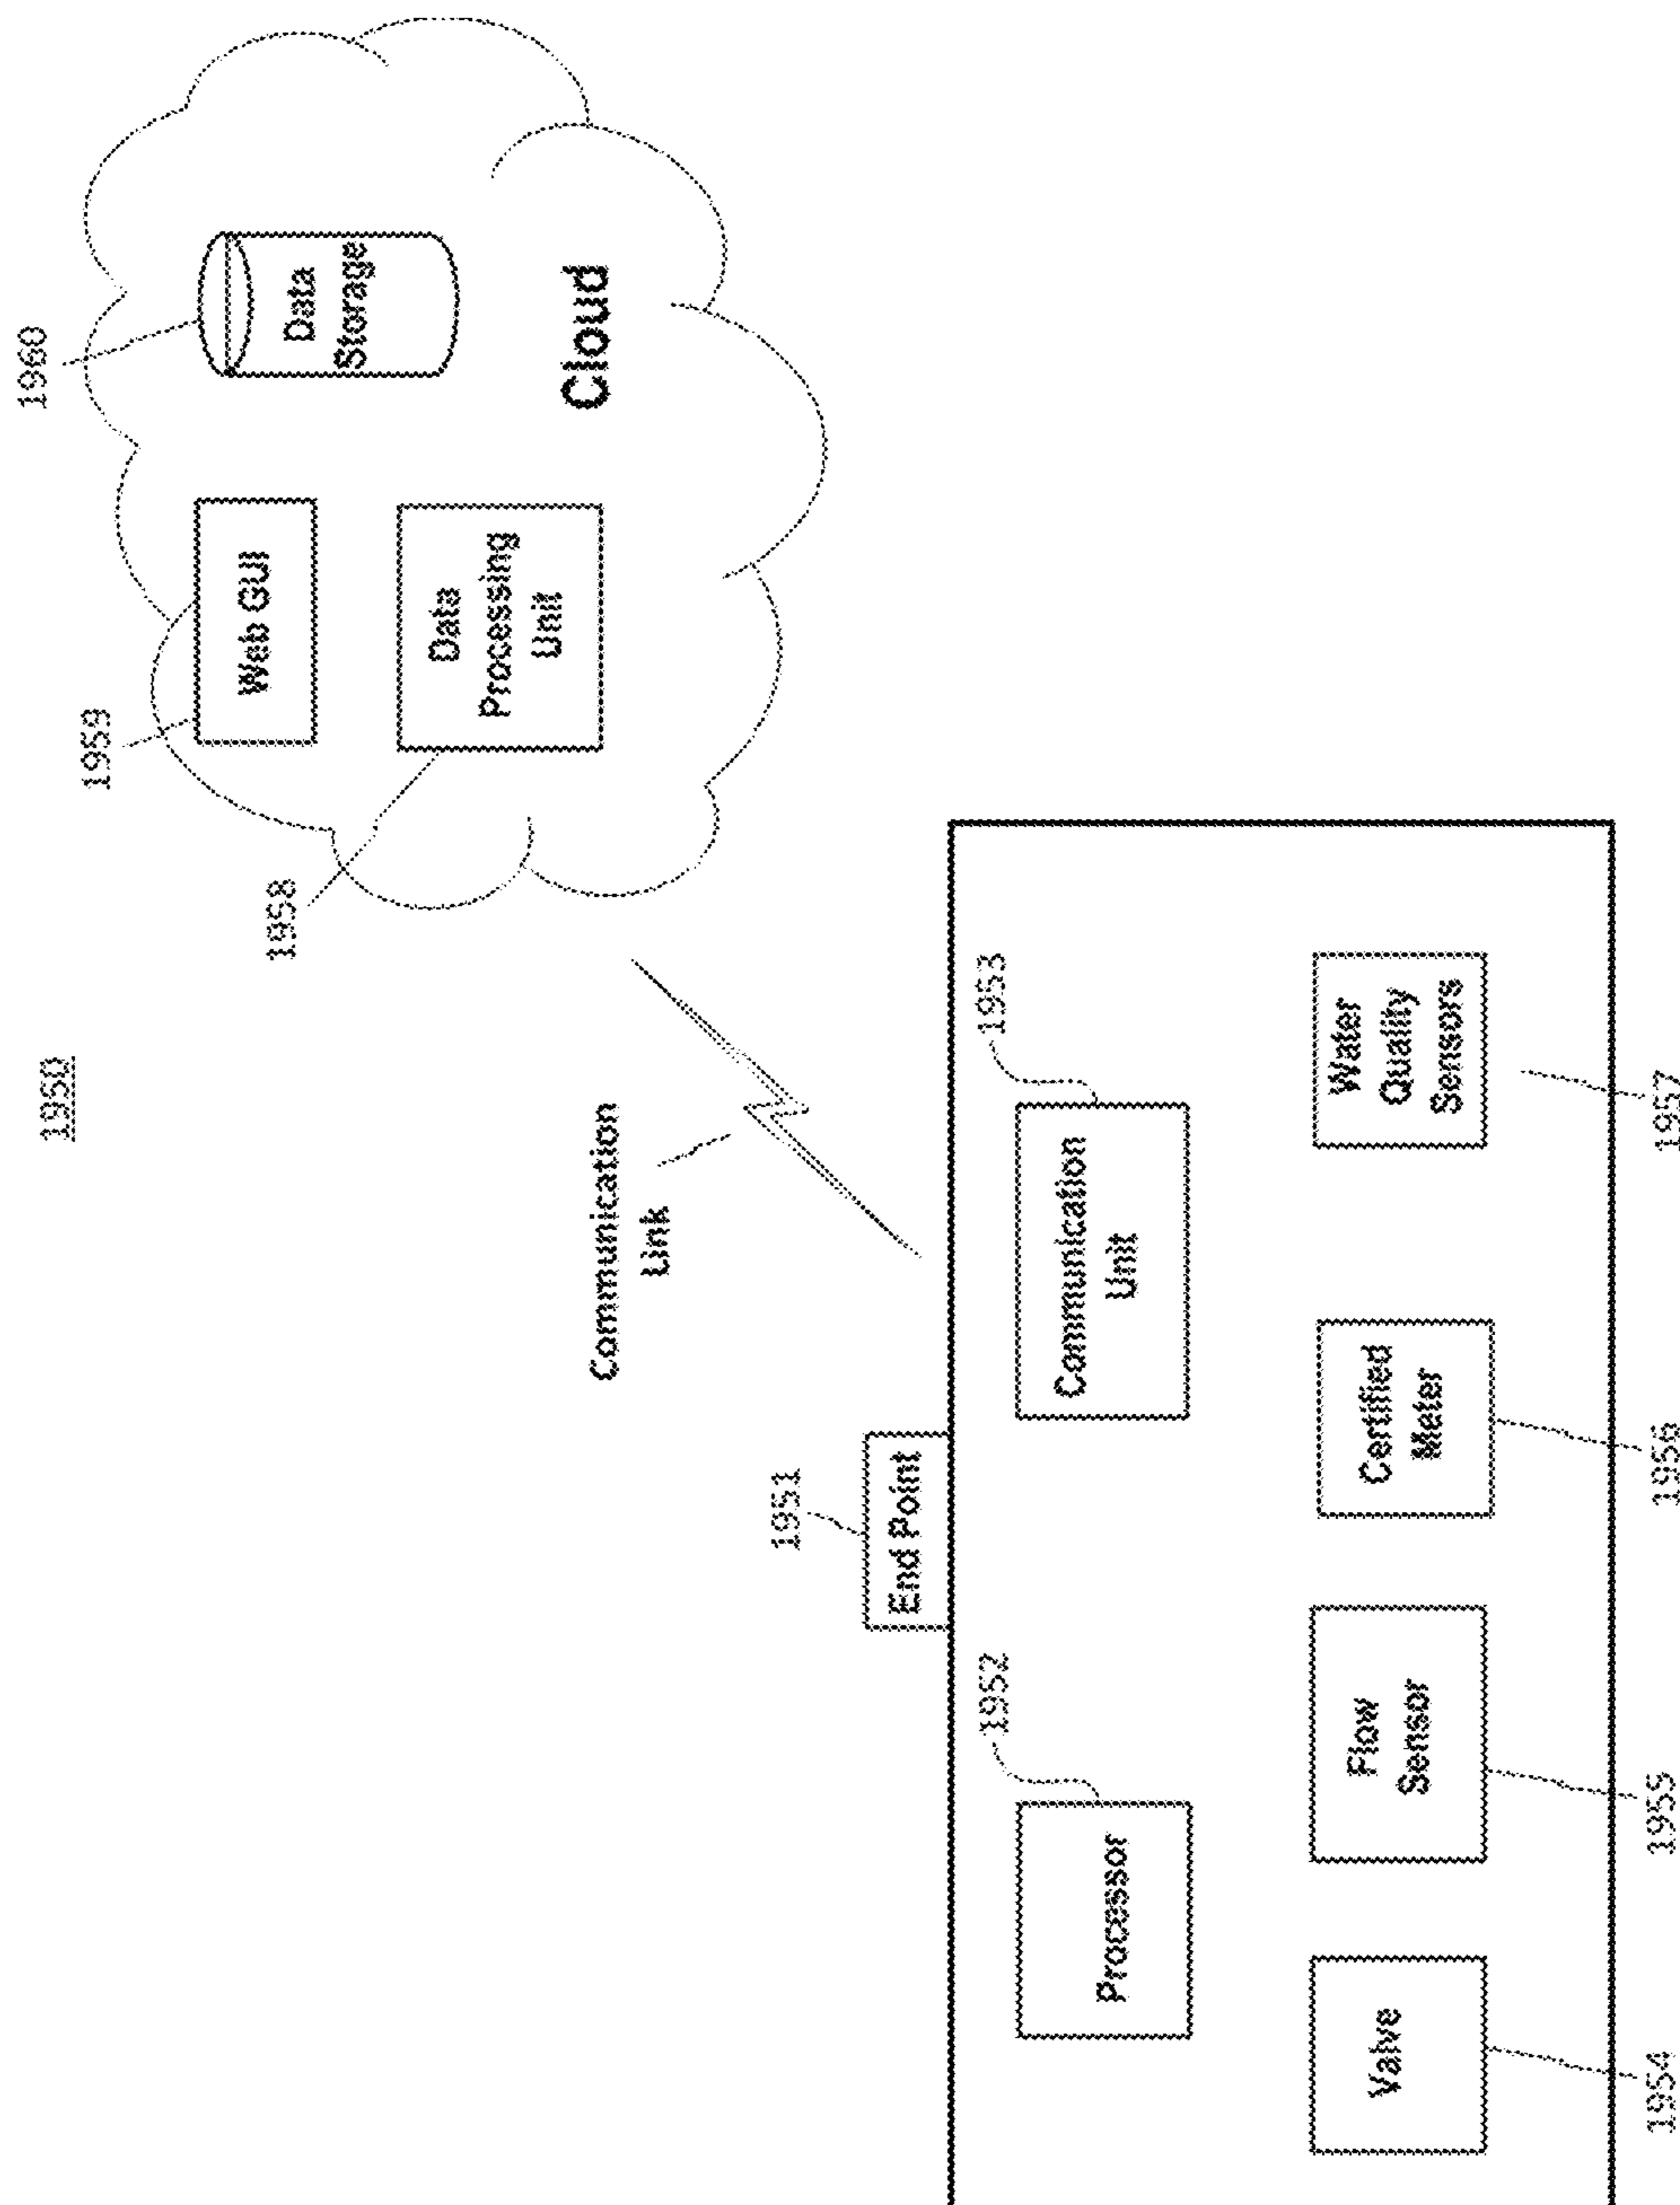 1950
1960
1959
1958
Web GUI
Data
Storage
Data
Processing
Unit
Cloud
Communication
Link
1951
End Point
1952
1953
Processor
Communication
Unit
Valve
Flow
Sensor
Certified
Meter
Water
Quality
Sensors
1954
1955
1956
1957